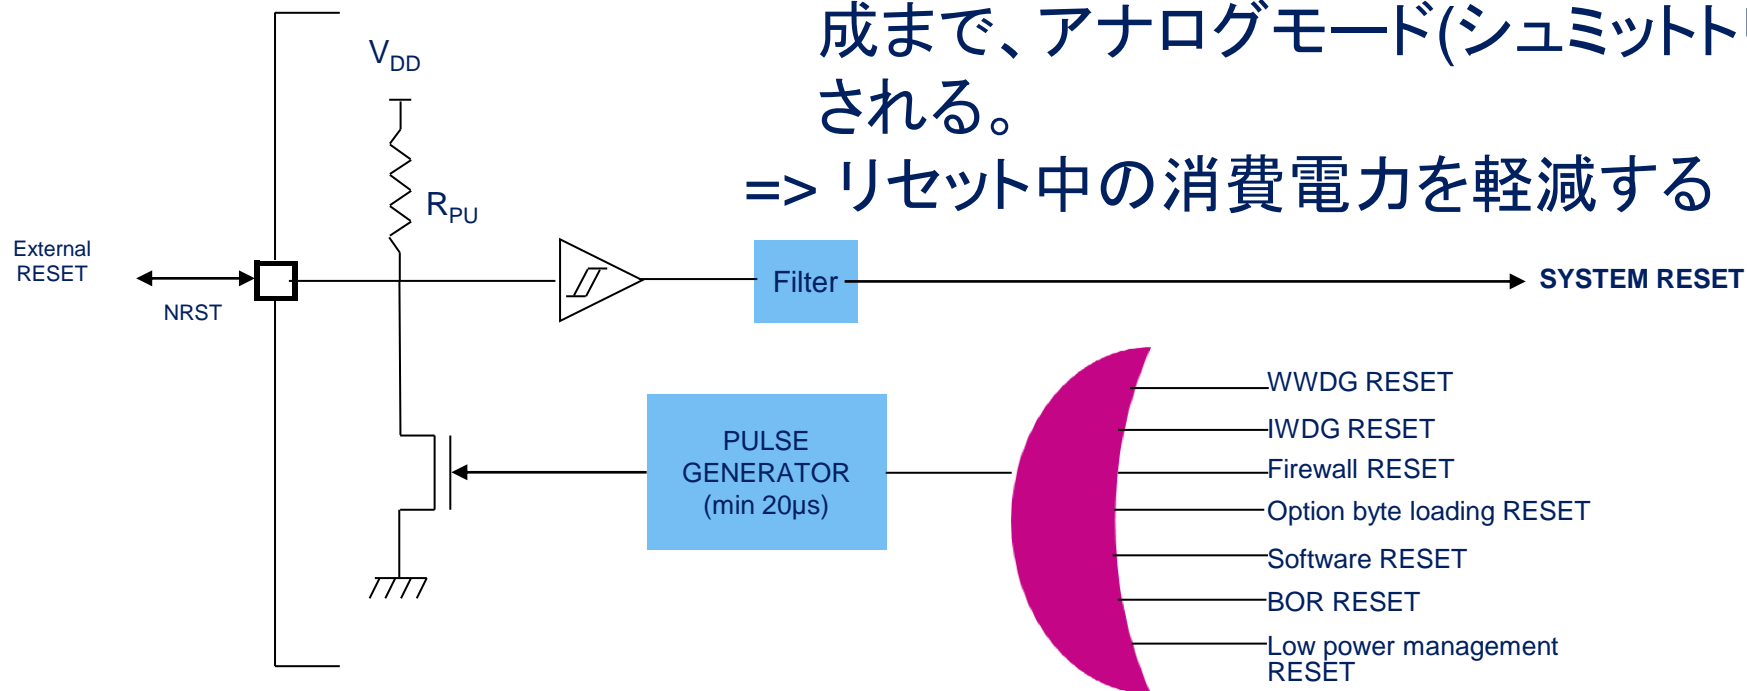 成まで、アナログモード(シュミットト
される。
=> リセット中の消費電力を軽減する
VDD
RPU
External
RESET
NRST
Filter
SYSTEM RESET
PULSE
GENERATOR
(min 20µs)
WWDG RESET
IWDG RESET
Firewall RESET
Option byte loading RESET
Software RESET
BOR RESET
Low power management
RESET